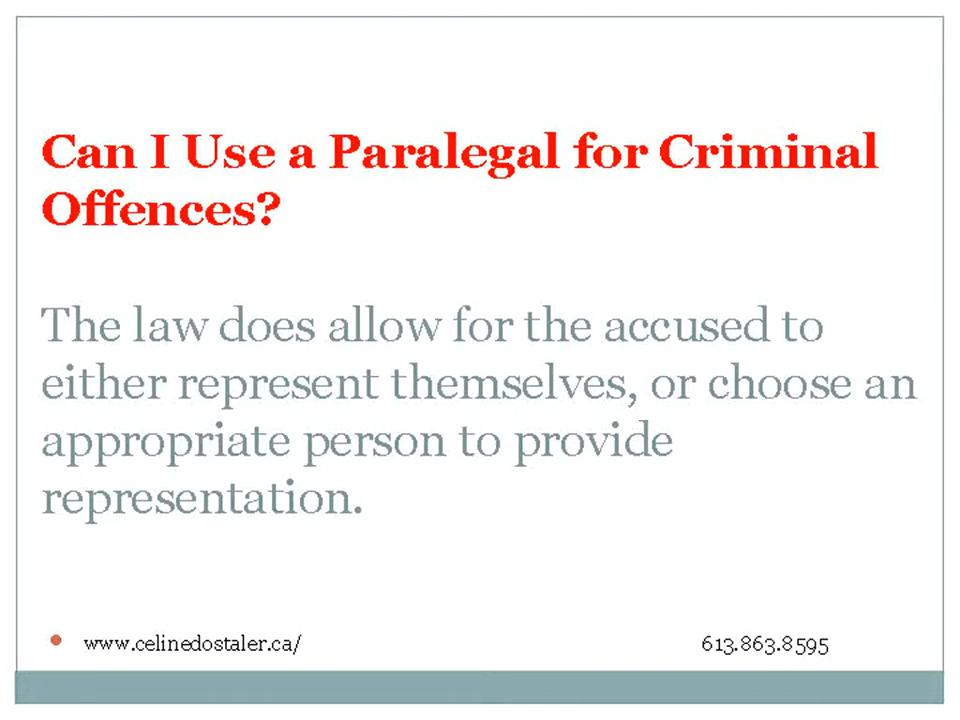 Can I Use a Paralegal for Criminal
Offences?
The law does allow for the accused to
either represent themselves, or choose an
appropriate person to provide
representation.
• www.celinedostaler.ca/ 613.863.8595